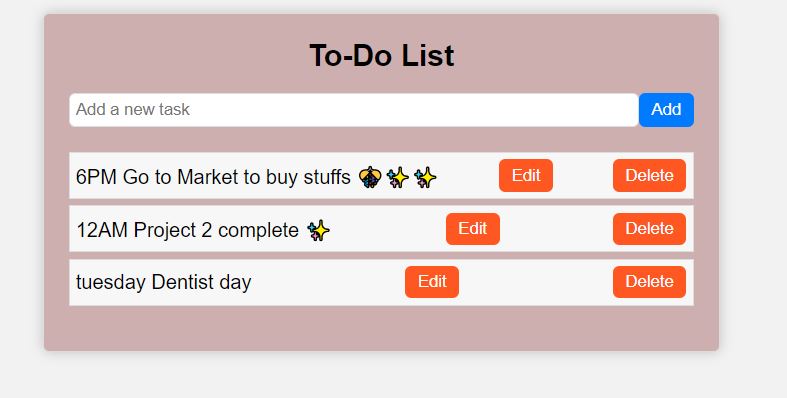 To-Do List
Add a new task Add
6PM Go to Market to buy stuffs 🐝✨✨ Edit Delete
12AM Project 2 complete ✨ Edit Delete
tuesday Dentist day Edit Delete